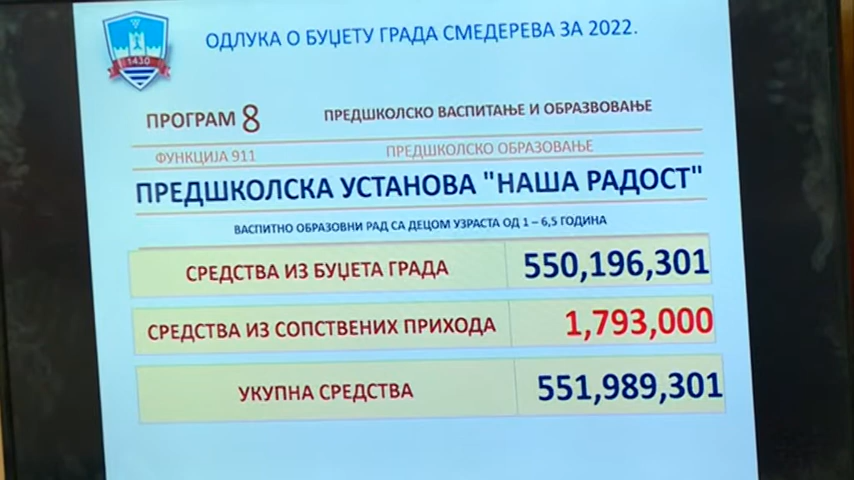 1430
ОДЛУКА О БУЏЕТУ ГРАДА СМЕДЕРЕВА ЗА 2022.
ПРОГРАМ 8 ПРЕДШКОЛСКО ВАСПИТАЊЕ И ОБРАЗВОВАЊЕ
ФУНКЦИЈА 911 ПРЕДШКОЛСКО ОБРАЗОВАЊЕ
ПРЕДШКОЛСКА УСТАНОВА "НАША РАДОСТ"
ВАСПИТНО ОБРАЗОВНИ РАД СА ДЕЦОМ УЗРАСТА ОД 1 – 6,5 ГОДИНА
СРЕДСТВА ИЗ БУЏЕТА ГРАДА 550,196,301
СРЕДСТВА ИЗ СОПСТВЕНИХ ПРИХОДА 1,793,000
УКУПНА СРЕДСТВА 551,989,301